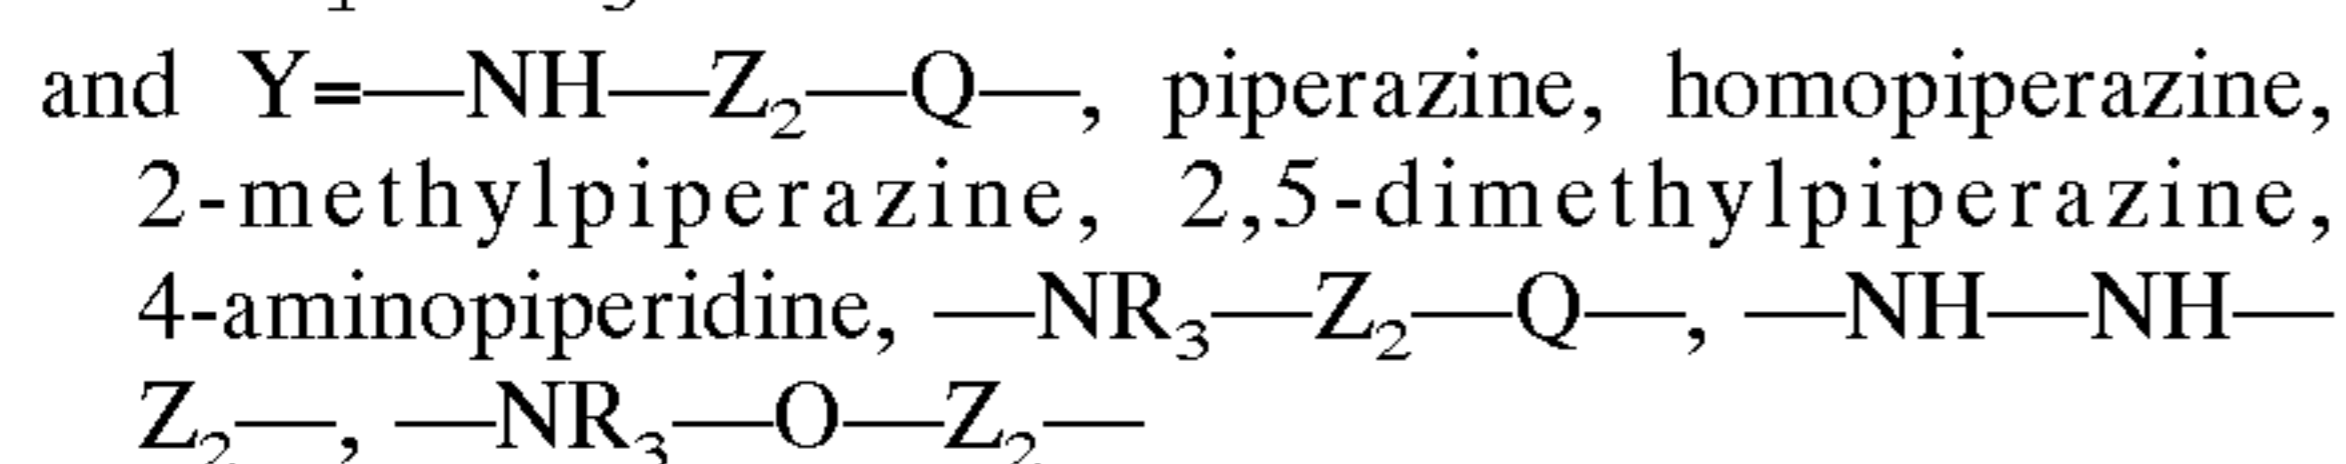 and Y=—NH—Z₂—Q—, piperazine, homopiperazine,
2-methylpiperazine, 2,5-dimethylpiperazine,
4-aminopiperidine, —NR₃—Z₂—Q—, —NH—NH—
Z₂—, —NR₃—O—Z₂—